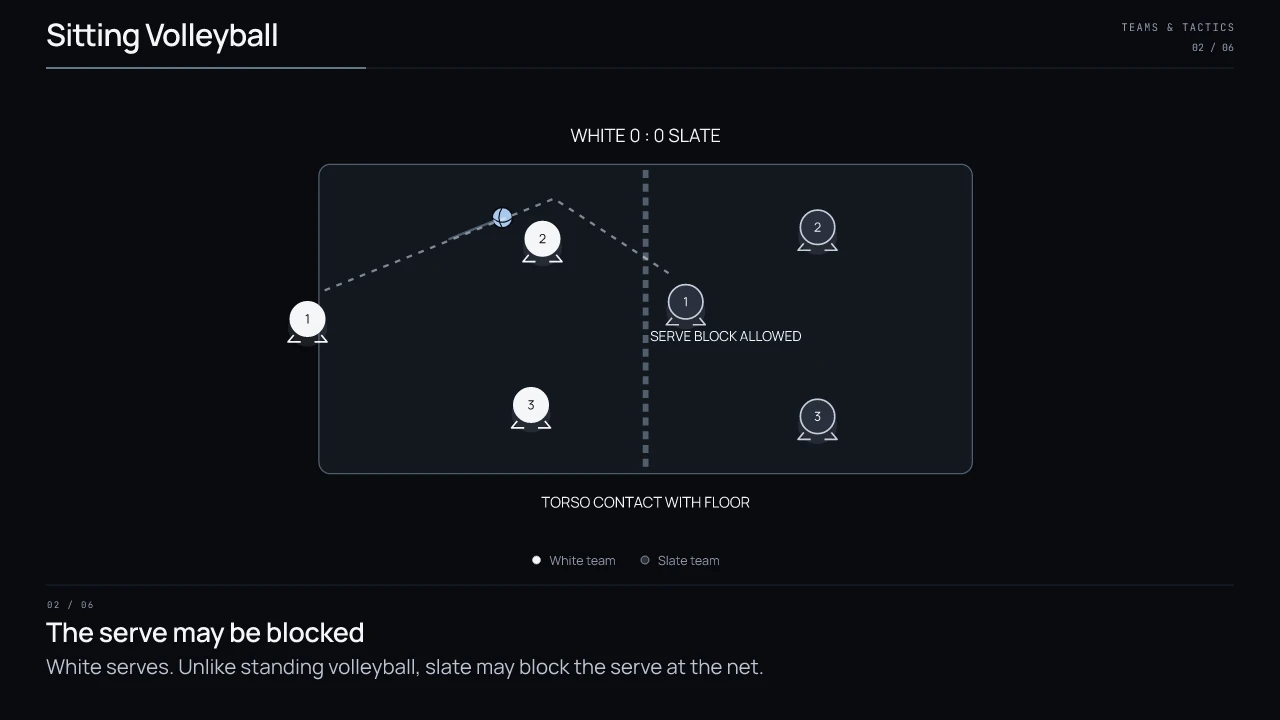 Sitting Volleyball
TEAMS & TACTICS
02 / 06
WHITE 0 : 0 SLATE
2
2
1
1
SERVE BLOCK ALLOWED
3
3
TORSO CONTACT WITH FLOOR
White team
Slate team
02 / 06
The serve may be blocked
White serves. Unlike standing volleyball, slate may block the serve at the net.